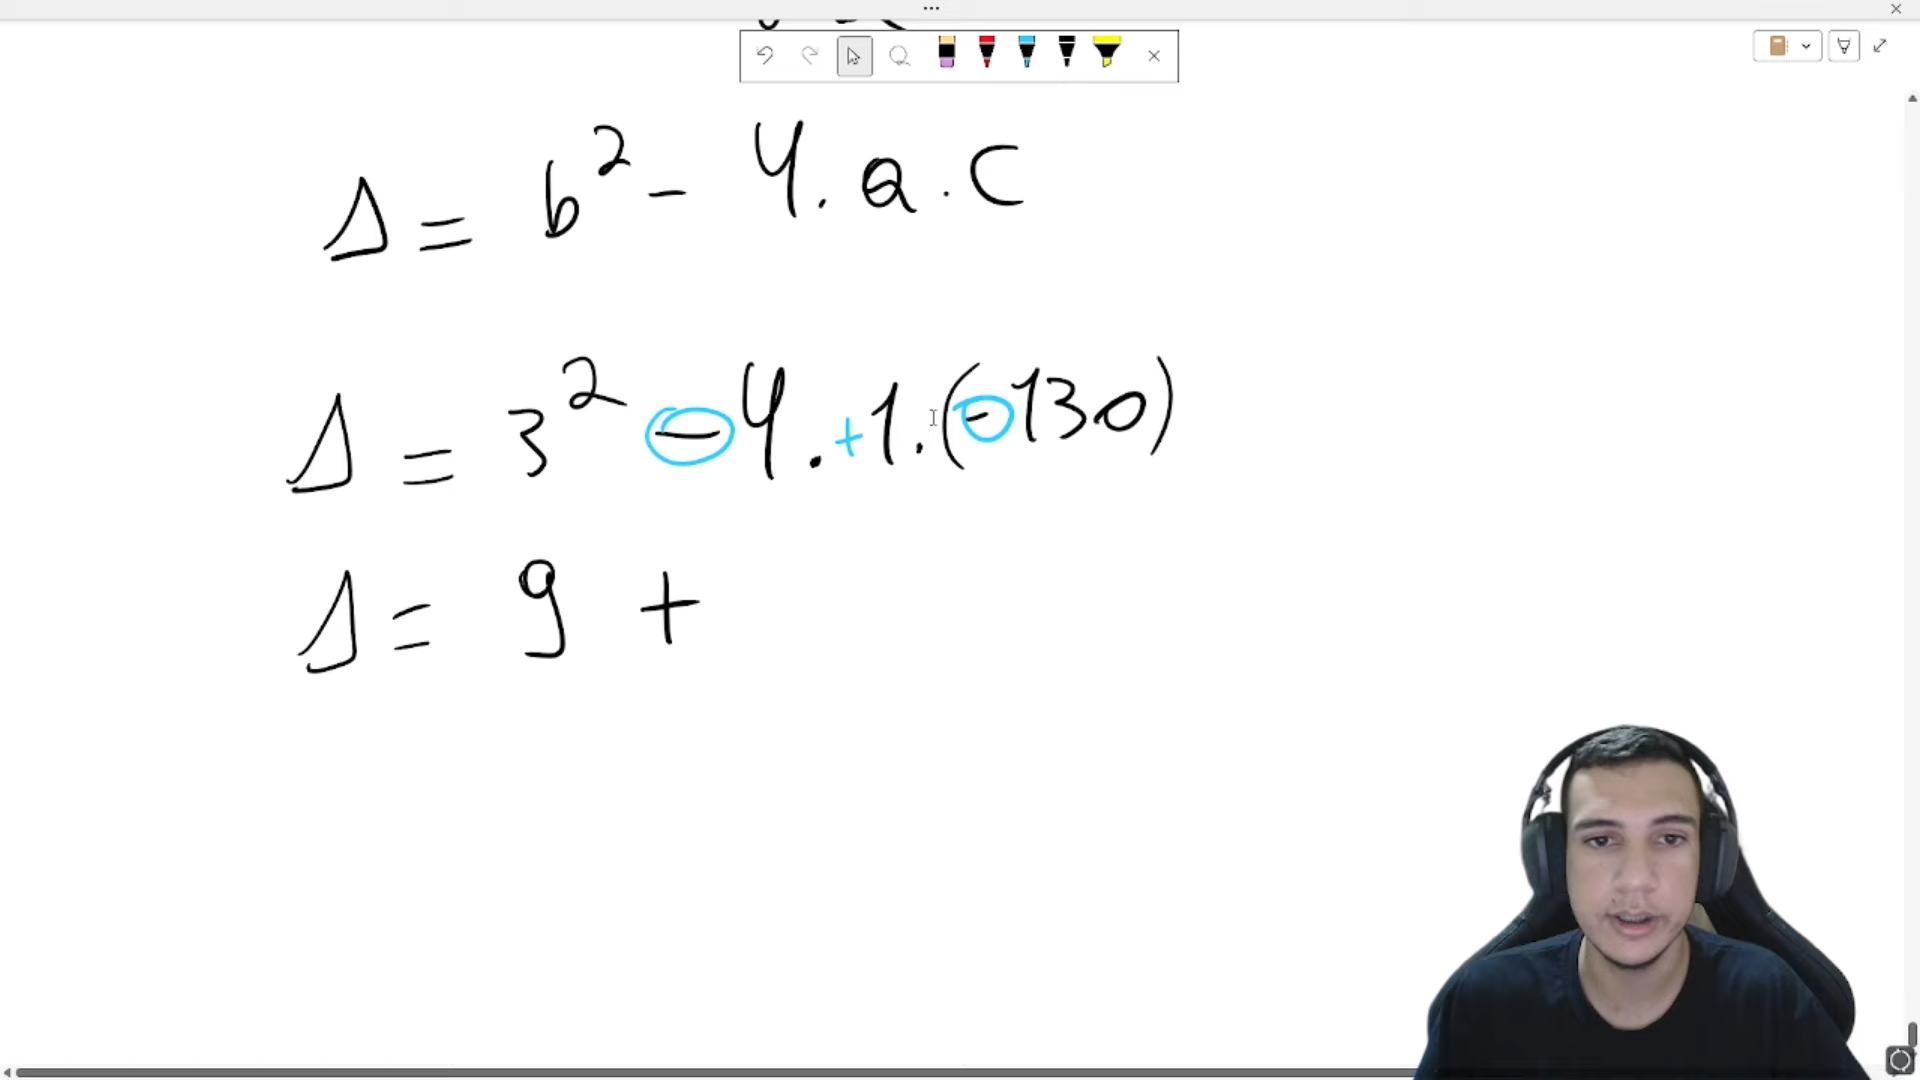 Δ = b² - 4 . a . c
Δ = 3² - 4 . + 1 . (-130)
Δ = 9 +